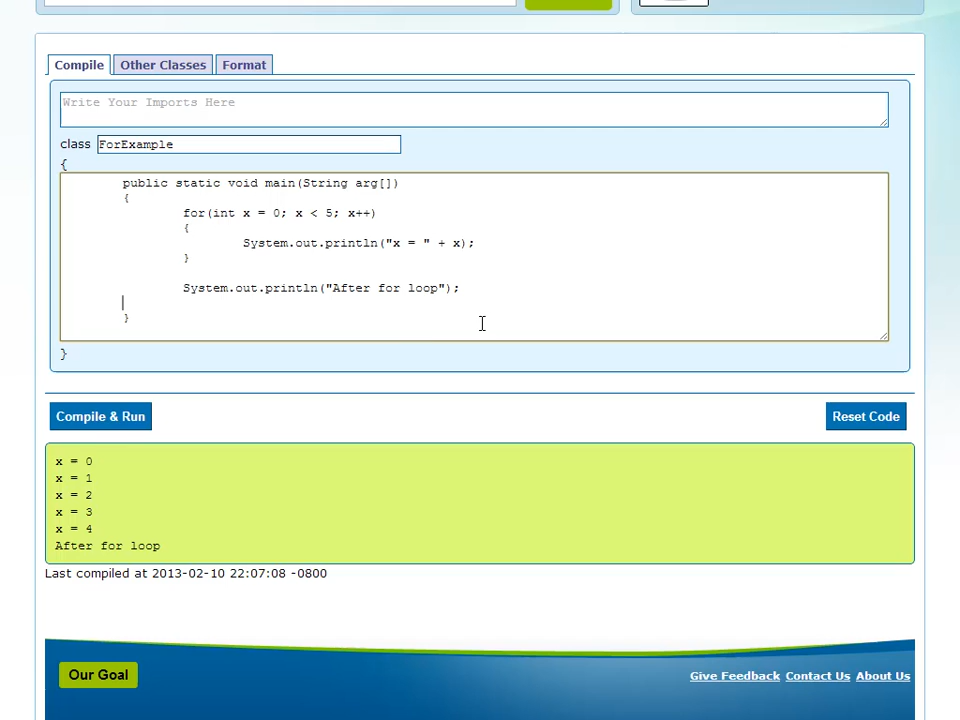 Compile Other Classes Format
Write Your Imports Here
class ForExample
{
public static void main(String arg[])
{
for(int x = 0; x < 5; x++)
{
System.out.println("x = " + x);
}
System.out.println("After for loop");
}
}
Compile & Run Reset Code
x = 0
x = 1
x = 2
x = 3
x = 4
After for loop
Last compiled at 2013-02-10 22:07:08 -0800
Our Goal Give Feedback Contact Us About Us